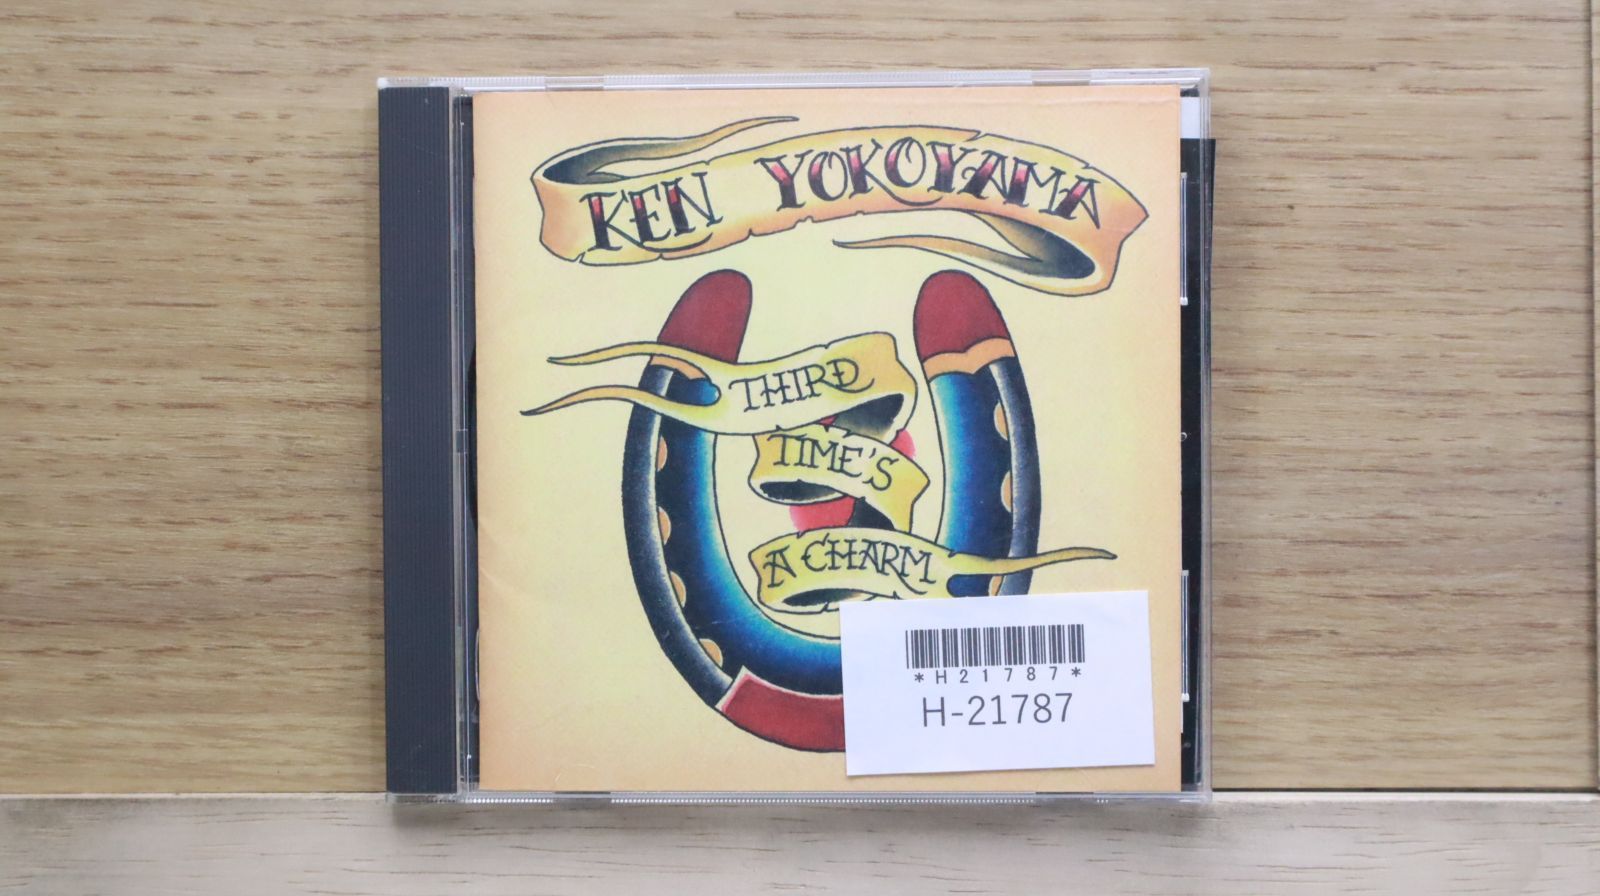 KEN YOKOYAMA
THIRD
TIME'S
A CHARM
*H21787*
H-21787